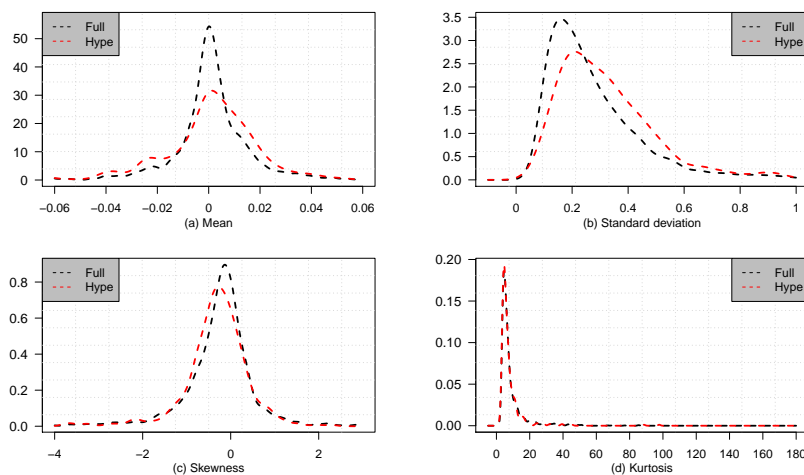 Full
Hype
50
40
30
20
10
0
−0.06 −0.04 −0.02 0 0.02 0.04 0.06
(a) Mean
Full
Hype
3.5
3.0
2.5
2.0
1.5
1.0
0.5
0.0
0 0.2 0.4 0.6 0.8 1
(b) Standard deviation
Full
Hype
0.8
0.6
0.4
0.2
0.0
−4 −2 0 2
(c) Skewness
Full
Hype
0.20
0.15
0.10
0.05
0.00
0 20 40 60 80 100 120 140 160 180
(d) Kurtosis